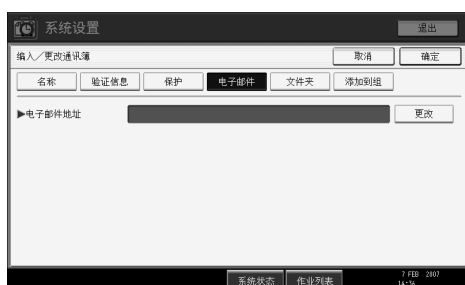 系统设置 退出
编入／更改通讯簿 取消 确定
名称 验证信息 保护 电子邮件 文件夹 添加到组
▶电子邮件地址 更改
系统状态 作业列表 7 FEB 2007
14:36